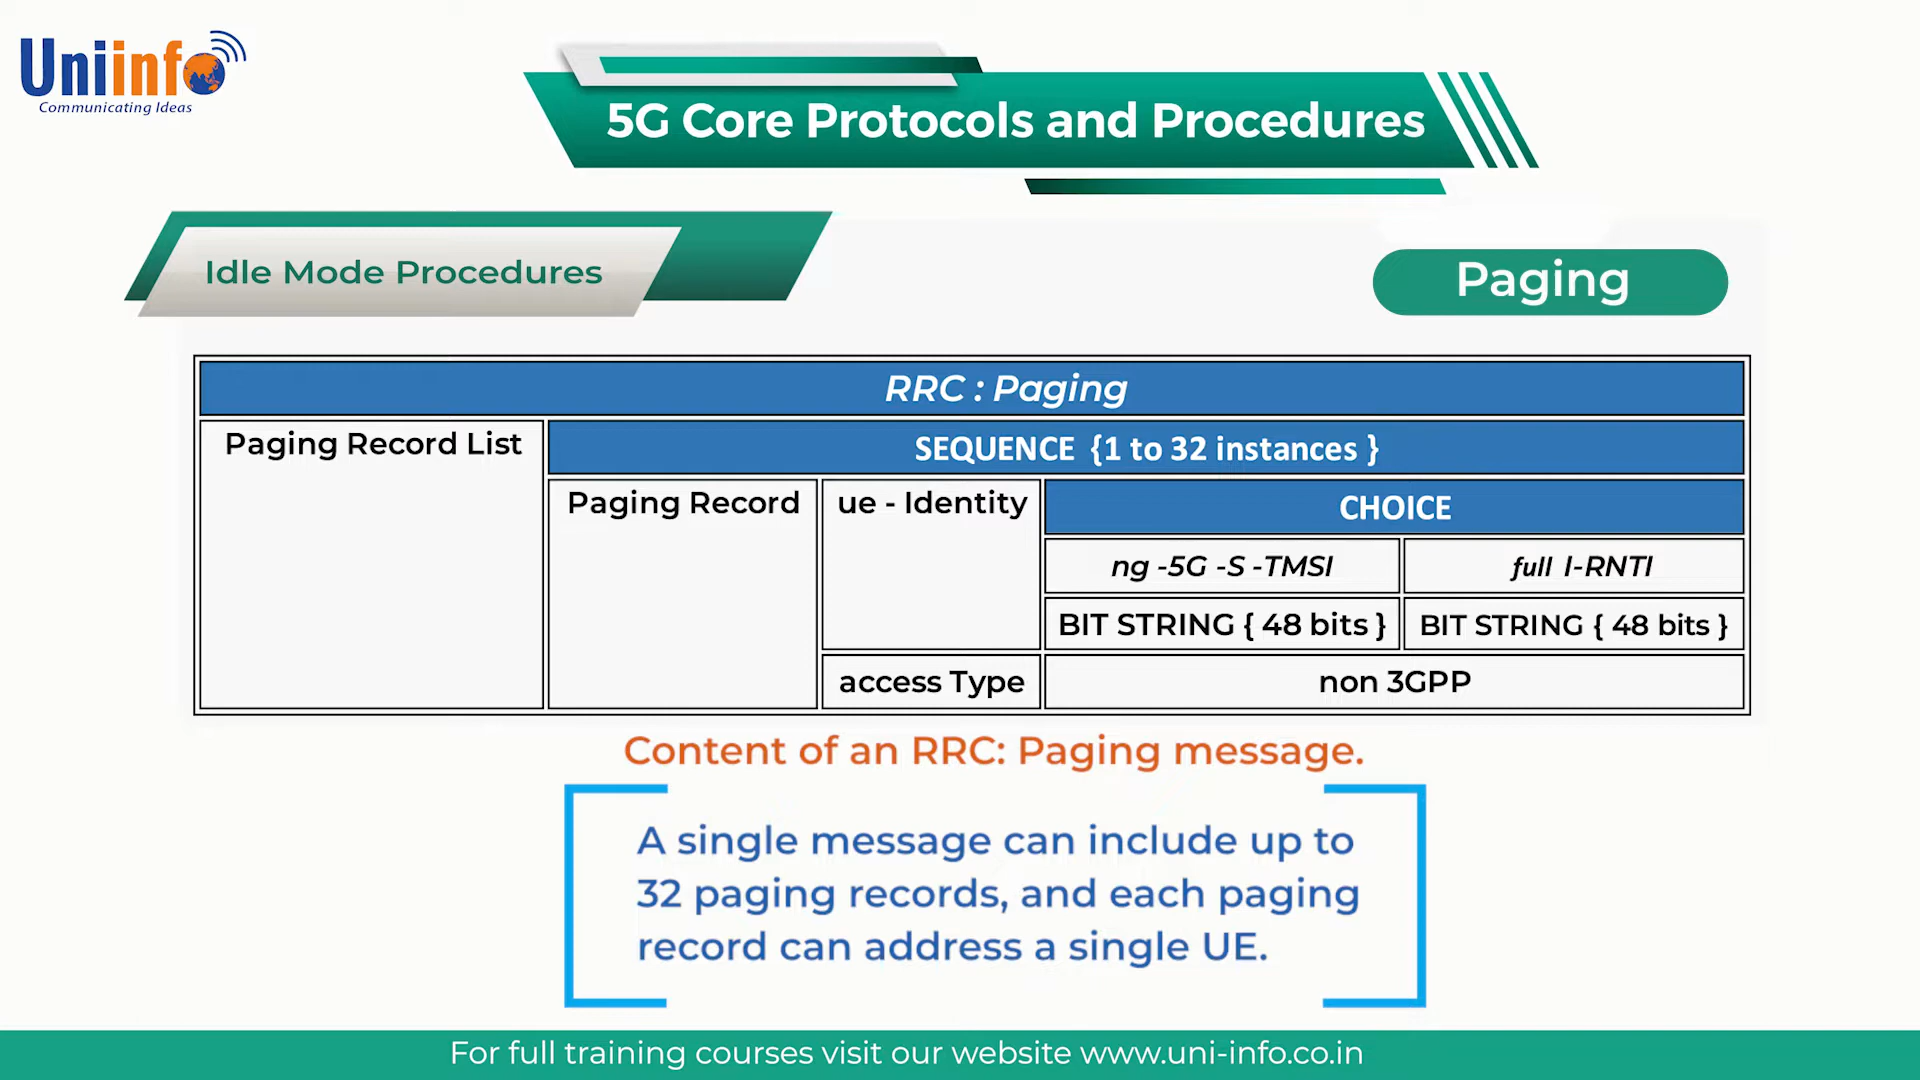 Uniinfo
Communicating Ideas
5G Core Protocols and Procedures
Idle Mode Procedures
Paging
RRC : Paging
Paging Record List
SEQUENCE {1 to 32 instances }
Paging Record
ue - Identity
CHOICE
ng -5G -S -TMSI
full I-RNTI
BIT STRING { 48 bits }
BIT STRING { 48 bits }
access Type
non 3GPP
Content of an RRC: Paging message.
A single message can include up to
32 paging records, and each paging
record can address a single UE.
For full training courses visit our website www.uni-info.co.in